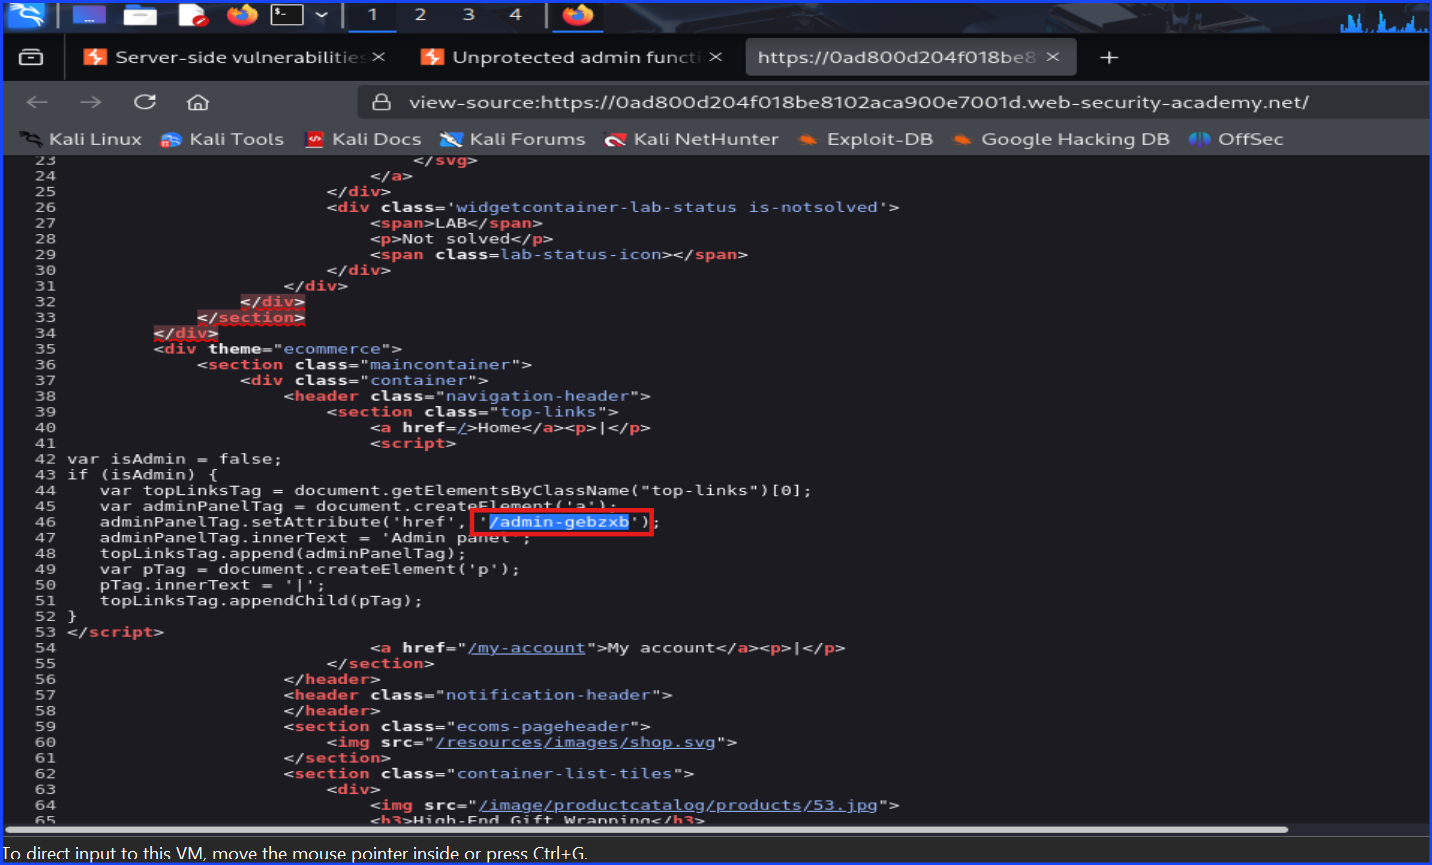 1 2 3 4
Server-side vulnerabilities Unprotected admin functi https://0ad800d204f018be8
view-source:https://0ad800d204f018be8102aca900e7001d.web-security-academy.net/
Kali Linux Kali Tools Kali Docs Kali Forums Kali NetHunter Exploit-DB Google Hacking DB OffSec
23 </svg>
24 </a>
25 </div>
26 <div class='widgetcontainer-lab-status is-notsolved'>
27 <span>LAB</span>
28 <p>Not solved</p>
29 <span class=lab-status-icon></span>
30 </div>
31 </div>
32 </div>
33 </section>
34 </div>
35 <div theme="ecommerce">
36 <section class="maincontainer">
37 <div class="container">
38 <header class="navigation-header">
39 <section class="top-links">
40 <a href=/>Home</a><p>|</p>
41 <script>
42 var isAdmin = false;
43 if (isAdmin) {
44 var topLinksTag = document.getElementsByClassName("top-links")[0];
45 var adminPanelTag = document.createElement('a');
46 adminPanelTag.setAttribute('href', '/admin-gebzxb');
47 adminPanelTag.innerText = 'Admin panel';
48 topLinksTag.append(adminPanelTag);
49 var pTag = document.createElement('p');
50 pTag.innerText = '|';
51 topLinksTag.appendChild(pTag);
52 }
53 </script>
54 <a href="/my-account">My account</a><p>|</p>
55 </section>
56 </header>
57 <header class="notification-header">
58 </header>
59 <section class="ecoms-pageheader">
60 <img src="/resources/images/shop.svg">
61 </section>
62 <section class="container-list-tiles">
63 <div>
64 <img src="/image/productcatalog/products/53.jpg">
65 <h3>High-End Gift Wrapping</h3>
To direct input to this VM, move the mouse pointer inside or press Ctrl+G.